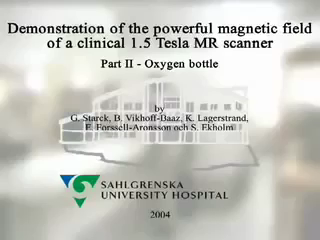 Demonstration of the powerful magnetic field
of a clinical 1.5 Tesla MR scanner
Part II - Oxygen bottle
by
G. Starck, B. Vikhoff-Baaz, K. Lagerstrand,
E. Forssell-Aronsson och S. Ekholm
SAHLGRENSKA
UNIVERSITY HOSPITAL
2004